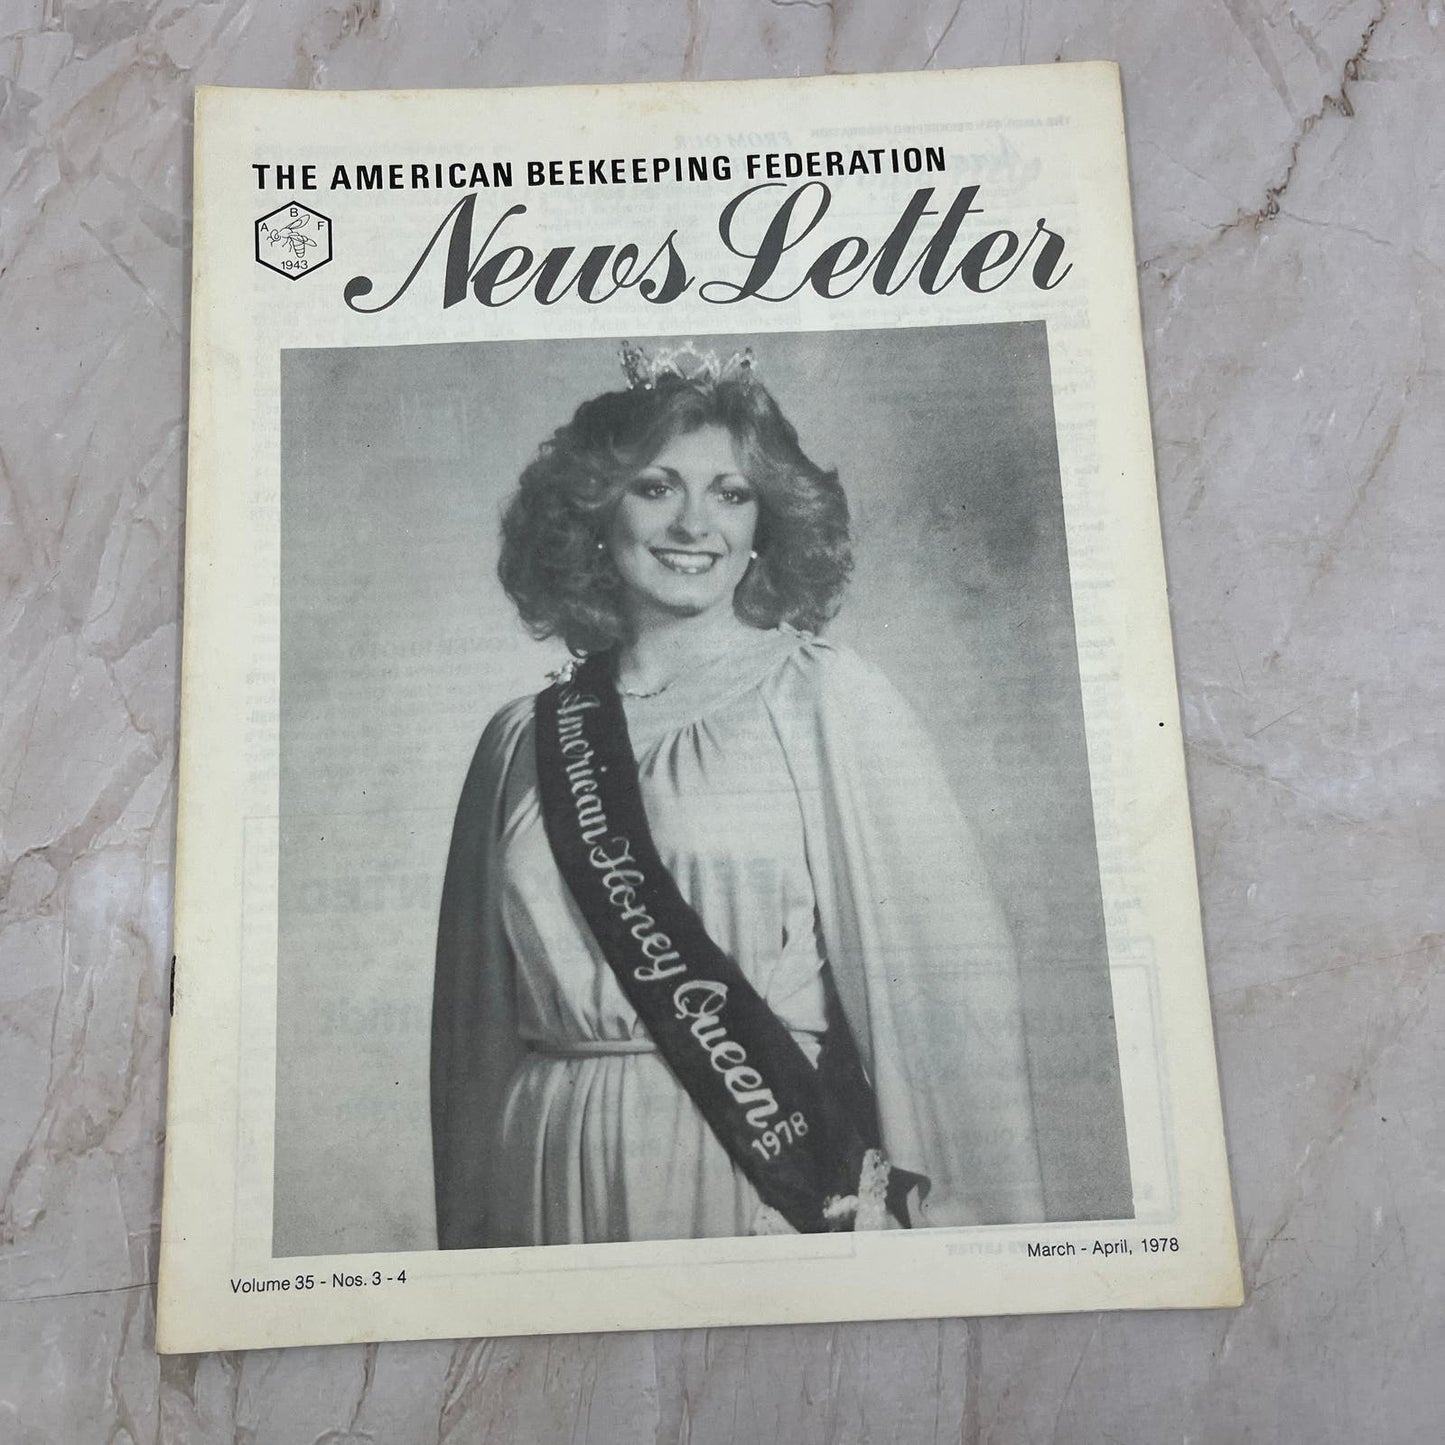 THE AMERICAN BEEKEEPING FEDERATION
A B F
1943
News Letter
American Honey Queen
1978
Volume 35 - Nos. 3 - 4
March - April, 1978